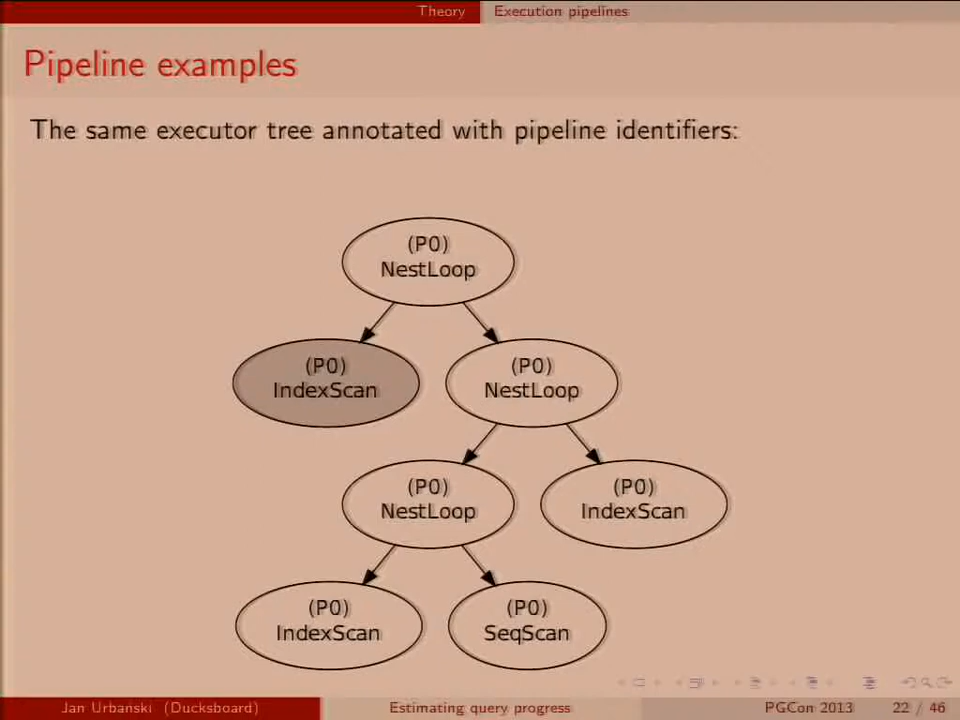 Theory
Execution pipelines
Pipeline examples
The same executor tree annotated with pipeline identifiers:
(P0)
NestLoop
(P0)
IndexScan
(P0)
NestLoop
(P0)
NestLoop
(P0)
IndexScan
(P0)
IndexScan
(P0)
SeqScan
Jan Urbański (Ducksboard)
Estimating query progress
PGCon 2013
22 / 46